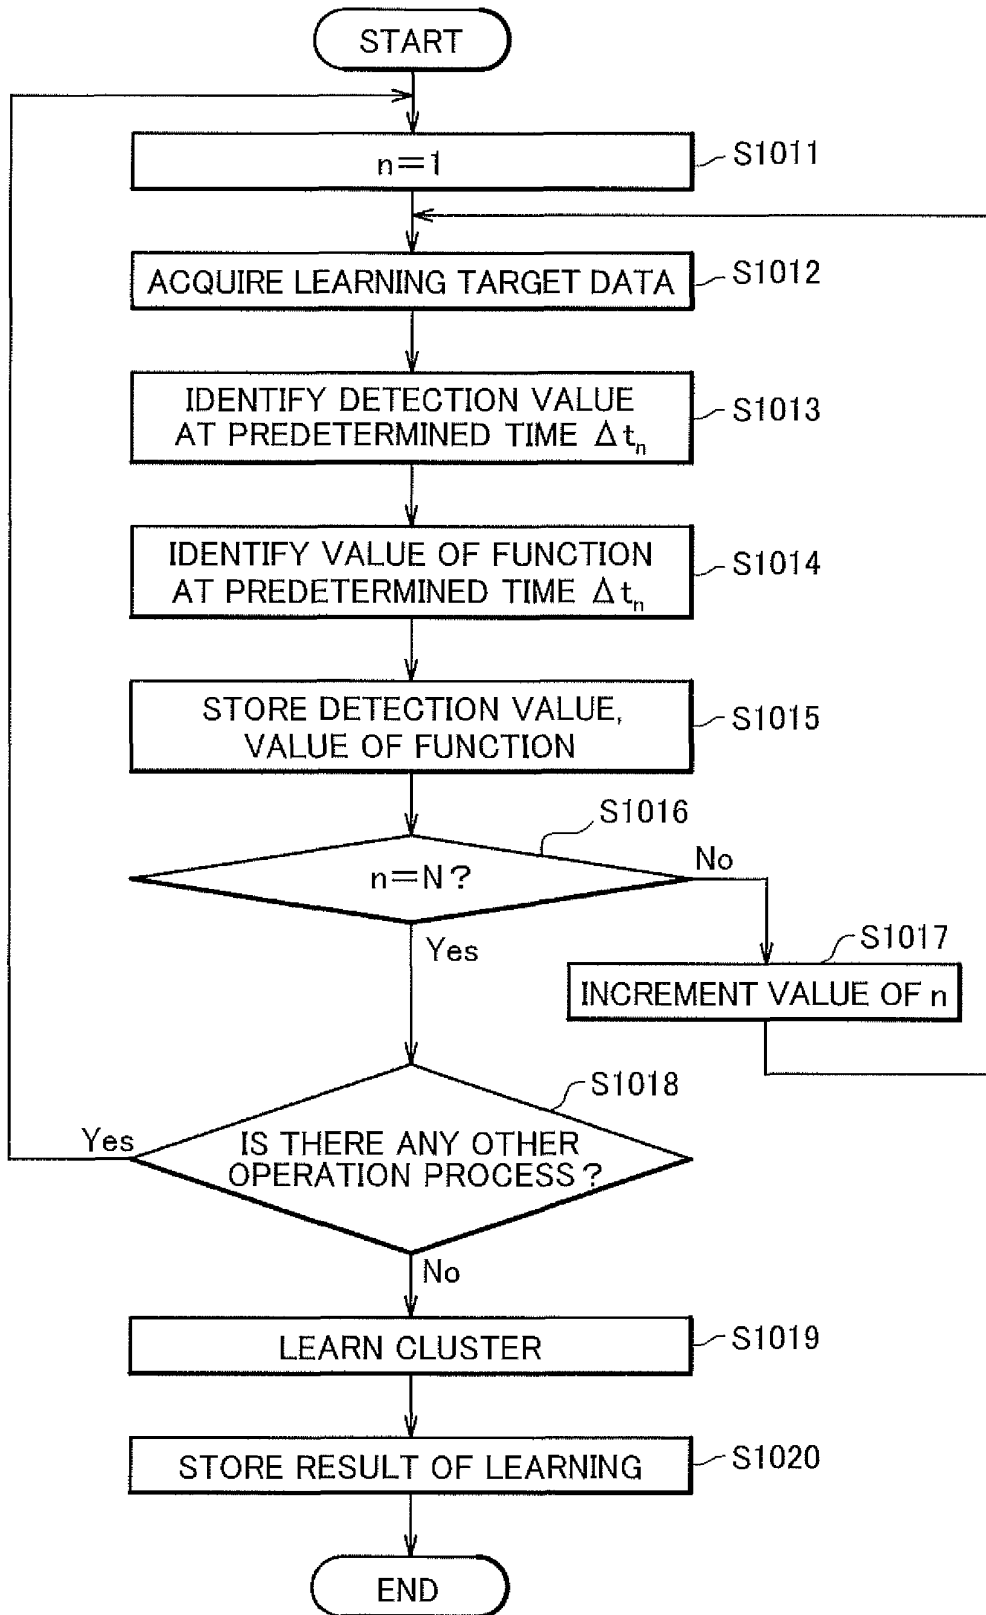 START
n=1
S1011
ACQUIRE LEARNING TARGET DATA
S1012
IDENTIFY DETECTION VALUE
AT PREDETERMINED TIME Δtn
S1013
IDENTIFY VALUE OF FUNCTION
AT PREDETERMINED TIME Δtn
S1014
STORE DETECTION VALUE,
VALUE OF FUNCTION
S1015
S1016
n=N?
No
Yes
S1017
INCREMENT VALUE OF n
S1018
Yes
IS THERE ANY OTHER
OPERATION PROCESS?
No
LEARN CLUSTER
S1019
STORE RESULT OF LEARNING
S1020
END